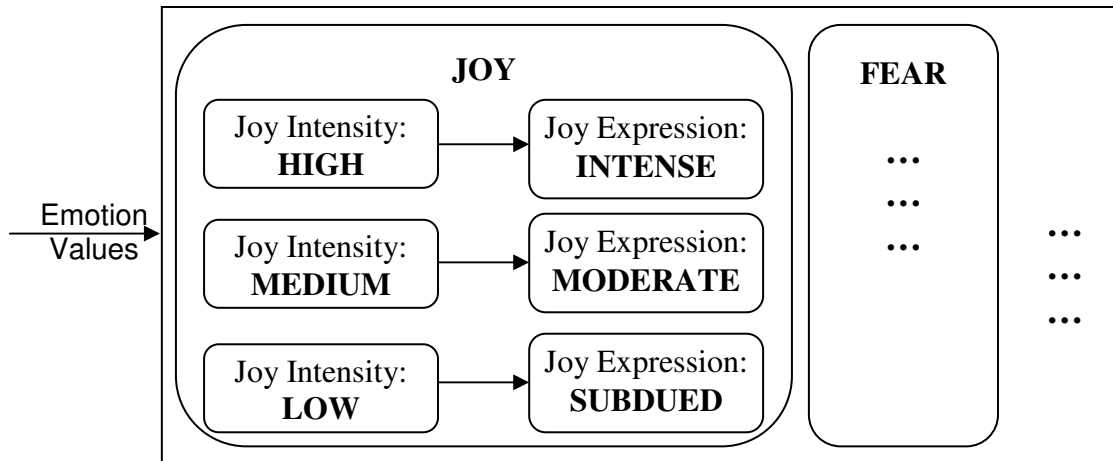 Emotion
Values
JOY
Joy Intensity:
HIGH
Joy Expression:
INTENSE
Joy Intensity:
MEDIUM
Joy Expression:
MODERATE
Joy Intensity:
LOW
Joy Expression:
SUBDUED
FEAR
...
...
...
...
...
...